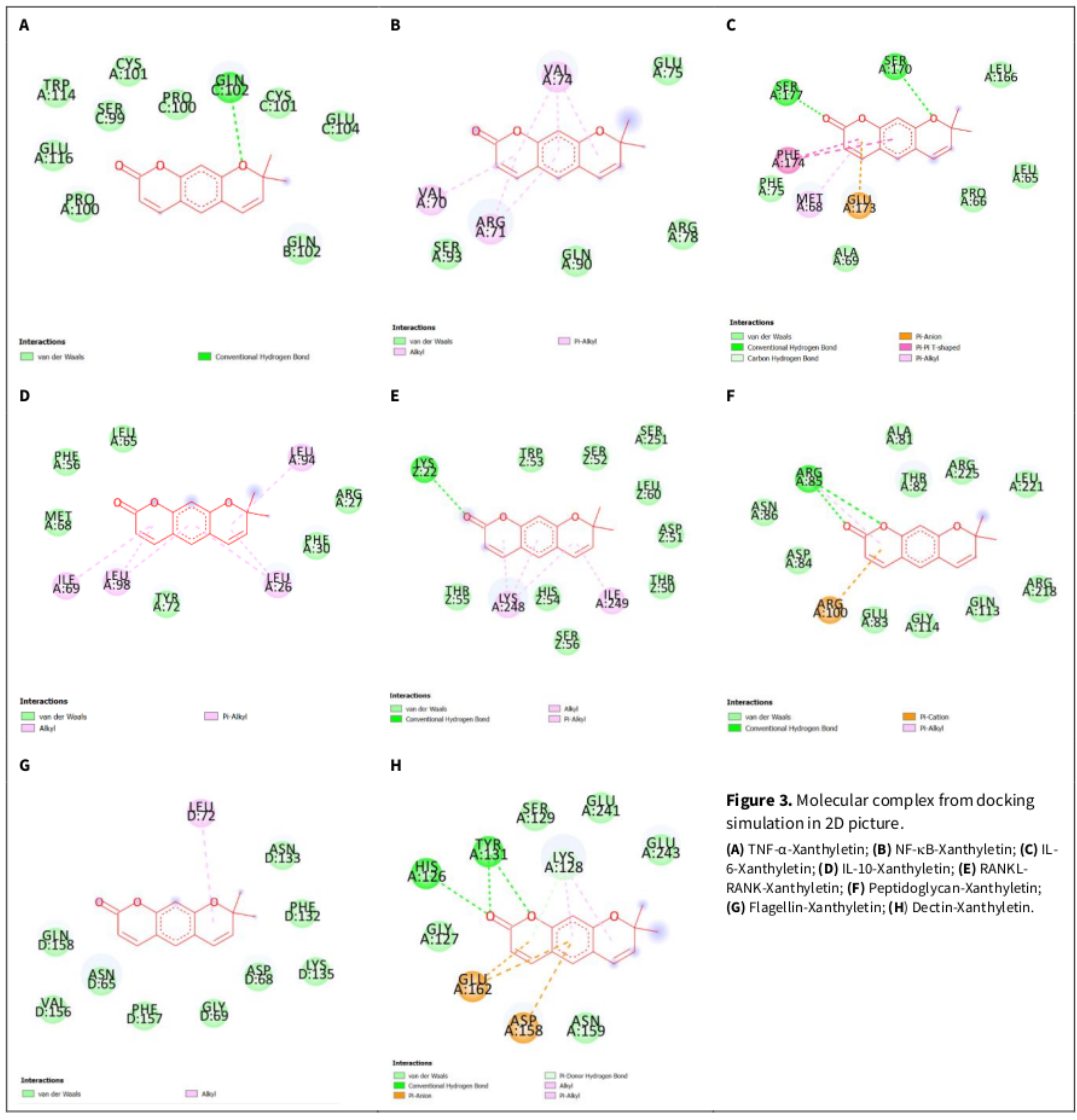 A
CYS
A:101
TRP
A:114
SER
C:99
PRO
C:100
GLN
C:102
CYS
C:101
GLU
C:104
GLU
A:116
PRO
A:100
GLN
B:102
O
O
O
Interactions
van der Waals
Conventional Hydrogen Bond
B
VAL
A:74
GLU
A:75
O
O
O
VAL
A:70
ARG
A:71
SER
A:93
GLN
A:90
ARG
A:78
Interactions
van der Waals
Alkyl
Pi-Alkyl
C
SER
A:170
LEU
A:166
SER
A:177
O
O
O
PHE
A:174
PHE
A:75
MET
A:68
GLU
A:173
PRO
A:66
LEU
A:65
ALA
A:69
Interactions
van der Waals
Conventional Hydrogen Bond
Carbon Hydrogen Bond
Pi-Anion
Pi-Pi T-shaped
Pi-Alkyl
D
LEU
A:65
PHE
A:56
LEU
A:94
ARG
A:27
MET
A:68
O
O
O
PHE
A:30
ILE
A:69
LEU
A:98
LEU
A:26
TYR
A:72
Interactions
van der Waals
Alkyl
Pi-Alkyl
E
SER
A:251
LYS
Z:22
TRP
Z:53
SER
Z:52
LEU
Z:60
O
O
O
ASP
Z:51
THR
Z:55
LYS
A:248
HIS
Z:54
ILE
A:249
THR
Z:50
SER
Z:56
Interactions
van der Waals
Conventional Hydrogen Bond
Alkyl
Pi-Alkyl
F
ALA
A:81
ARG
A:85
THR
A:82
ARG
A:225
LEU
A:221
ASN
A:86
O
O
O
ASP
A:84
ARG
A:100
GLU
A:83
GLY
A:114
GLN
A:113
ARG
A:218
Interactions
van der Waals
Conventional Hydrogen Bond
Pi-Cation
Pi-Alkyl
G
LEU
D:72
ASN
D:133
O
O
O
PHE
D:132
GLN
D:158
ASN
D:65
ASP
D:68
LYS
D:135
VAL
D:156
PHE
D:157
GLY
D:69
Interactions
van der Waals
Alkyl
H
SER
A:129
GLU
A:241
TYR
A:131
LYS
A:128
GLU
A:243
HIS
A:126
O
O
O
GLY
A:127
GLU
A:162
ASP
A:158
ASN
A:159
Interactions
van der Waals
Conventional Hydrogen Bond
Pi-Anion
Pi-Donor Hydrogen Bond
Alkyl
Pi-Alkyl
Figure 3. Molecular complex from docking
simulation in 2D picture.
(A) TNF-α-Xanthyletin; (B) NF-κB-Xanthyletin; (C) IL-
6-Xanthyletin; (D) IL-10-Xanthyletin; (E) RANKL-
RANK-Xanthyletin; (F) Peptidoglycan-Xanthyletin;
(G) Flagellin-Xanthyletin; (H) Dectin-Xanthyletin.